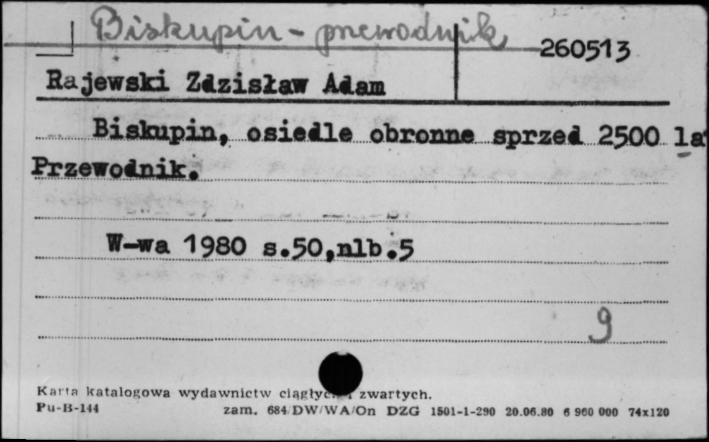 Biskupin - przewodnik
260513
Rajewski Zdzisław Adam
Biskupin, osiedle obronne sprzed 2500 la
Przewodnik.
W-wa 1980 s.50,nlb.5
9
Karta katalogowa wydawnictw ciągłyc i zwartych.
Pu-B-144 zam. 684/DW/WA/On DZG 1501-1-290 20.06.80 6 960 000 74x120